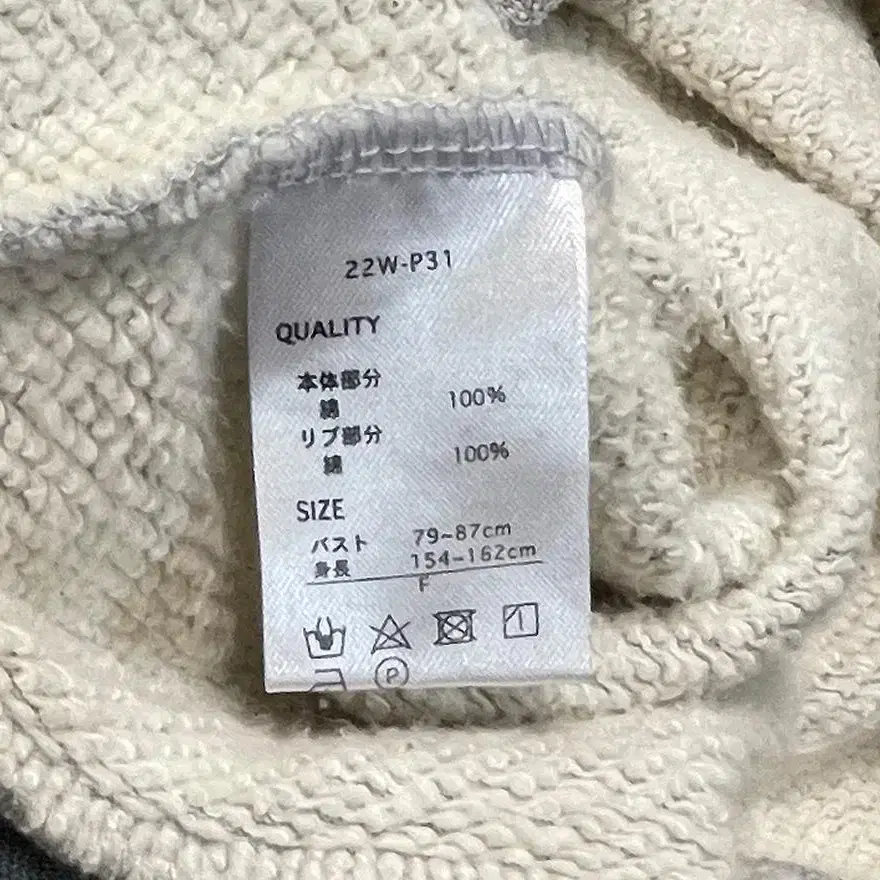 22W-P31
QUALITY
本体部分
綿 100%
リブ部分
綿 100%
SIZE
バスト 79~87cm
身長 154-162cm
F
P